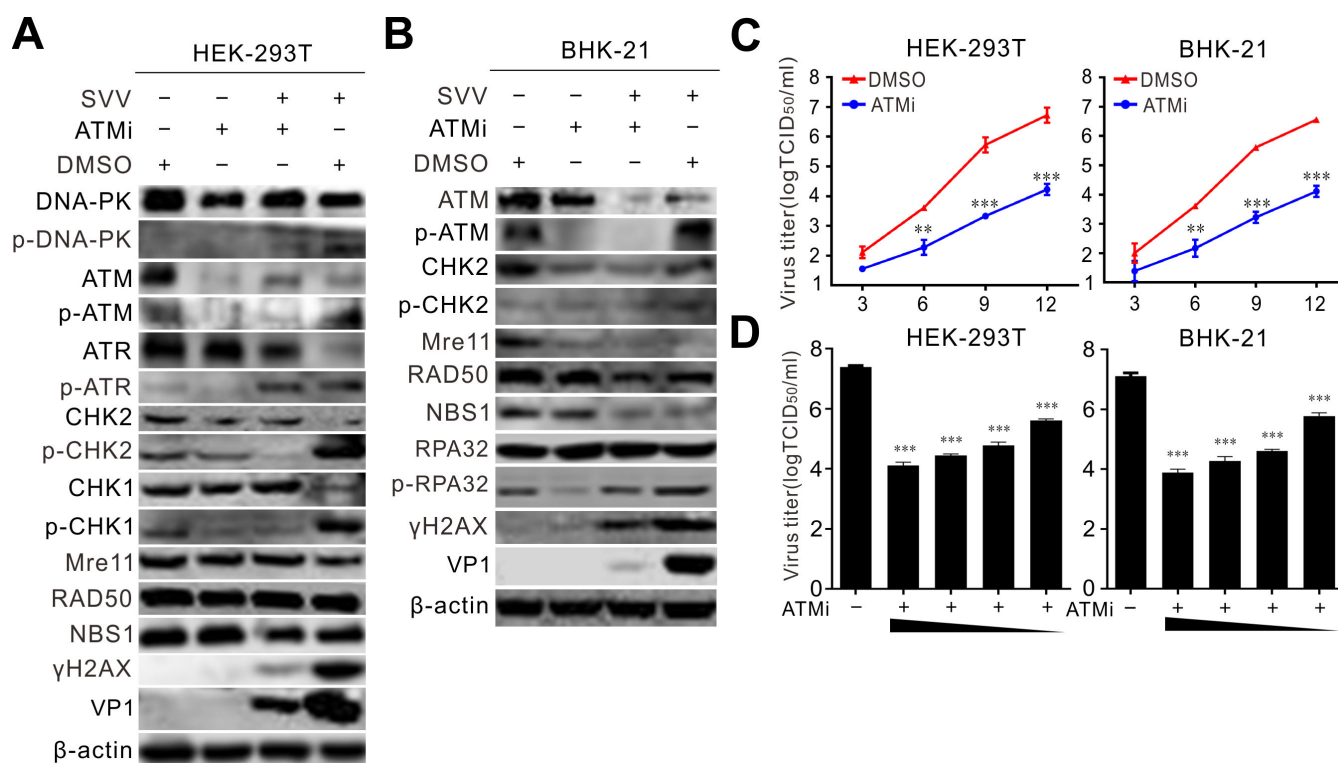 A
HEK-293T
SVV − − + +
ATMi − + + −
DMSO + − − +
DNA-PK
p-DNA-PK
ATM
p-ATM
ATR
p-ATR
CHK2
p-CHK2
CHK1
p-CHK1
Mre11
RAD50
NBS1
γH2AX
VP1
β-actin
B
BHK-21
SVV − − + +
ATMi − + + −
DMSO + − − +
ATM
p-ATM
CHK2
p-CHK2
Mre11
RAD50
NBS1
RPA32
p-RPA32
γH2AX
VP1
β-actin
C
HEK-293T
Virus titer(logTCID50/ml)
8
7
6
5
4
3
2
1
DMSO
ATMi
**
***
***
3 6 9 12
BHK-21
8
7
6
5
4
3
2
1
DMSO
ATMi
**
***
***
3 6 9 12
D
HEK-293T
Virus titer(logTCID50/ml)
8
6
4
2
0
*** *** *** ***
ATMi − + + + +
BHK-21
8
6
4
2
0
*** *** *** ***
ATMi − + + + +